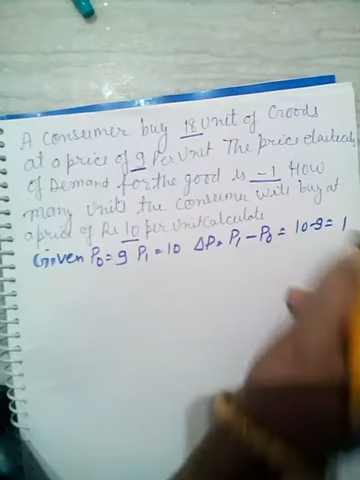 A Consumer buy 18 Unit of Goods
at a price of 9 Per Unit The price elasticity
of Demand for the good is -1 How
many Units the consumer will buy at
a price of Rs 10 per unit Calculate
Given P₀ = 9 P₁ = 10 ΔP = P₁ - P₀ = 10-9 = 1